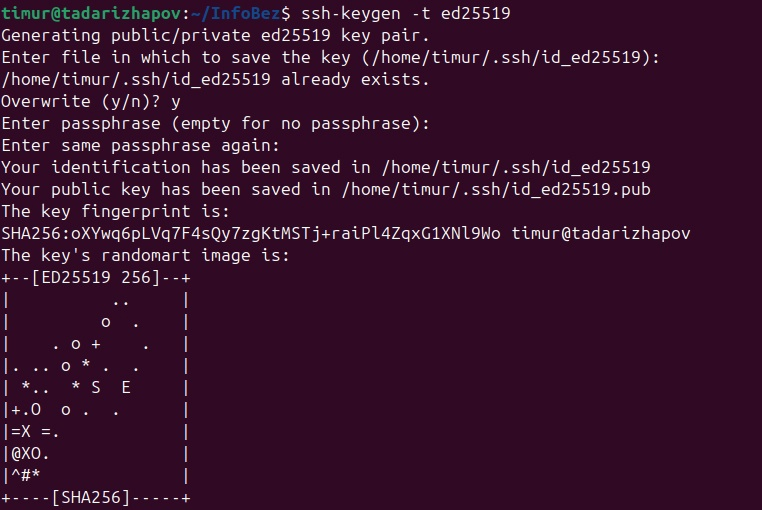 timur@tadarizhapov:~/InfoBez$ ssh-keygen -t ed25519
Generating public/private ed25519 key pair.
Enter file in which to save the key (/home/timur/.ssh/id_ed25519):
/home/timur/.ssh/id_ed25519 already exists.
Overwrite (y/n)? y
Enter passphrase (empty for no passphrase):
Enter same passphrase again:
Your identification has been saved in /home/timur/.ssh/id_ed25519
Your public key has been saved in /home/timur/.ssh/id_ed25519.pub
The key fingerprint is:
SHA256:oXYwq6pLVq7F4sQy7zgKtMSTj+raiPl4ZqxG1XNl9Wo timur@tadarizhapov
The key's randomart image is:
+--[ED25519 256]--+
|           ..    |
|          o  .   |
|     . o +    .  |
|. .. o * .  .    |
| *..  * S  E     |
|+.O  o .  .      |
|=X =.            |
|@XO.             |
|^#*              |
+----[SHA256]-----+